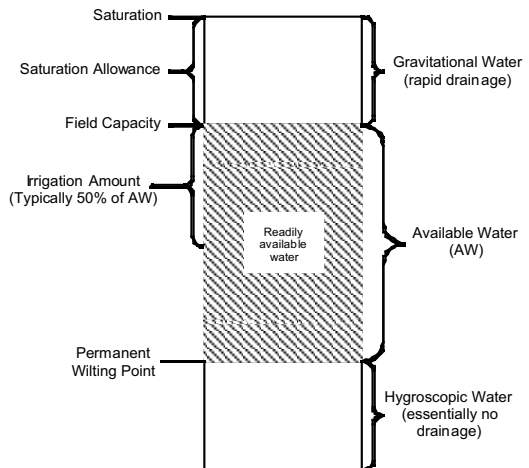 Saturation
Saturation Allowance
Gravitational Water
(rapid drainage)
Field Capacity
Irrigation Amount
(Typically 50% of AW)
Readily
available
water
Available Water
(AW)
Permanent
Wilting Point
Hygroscopic Water
(essentially no
drainage)